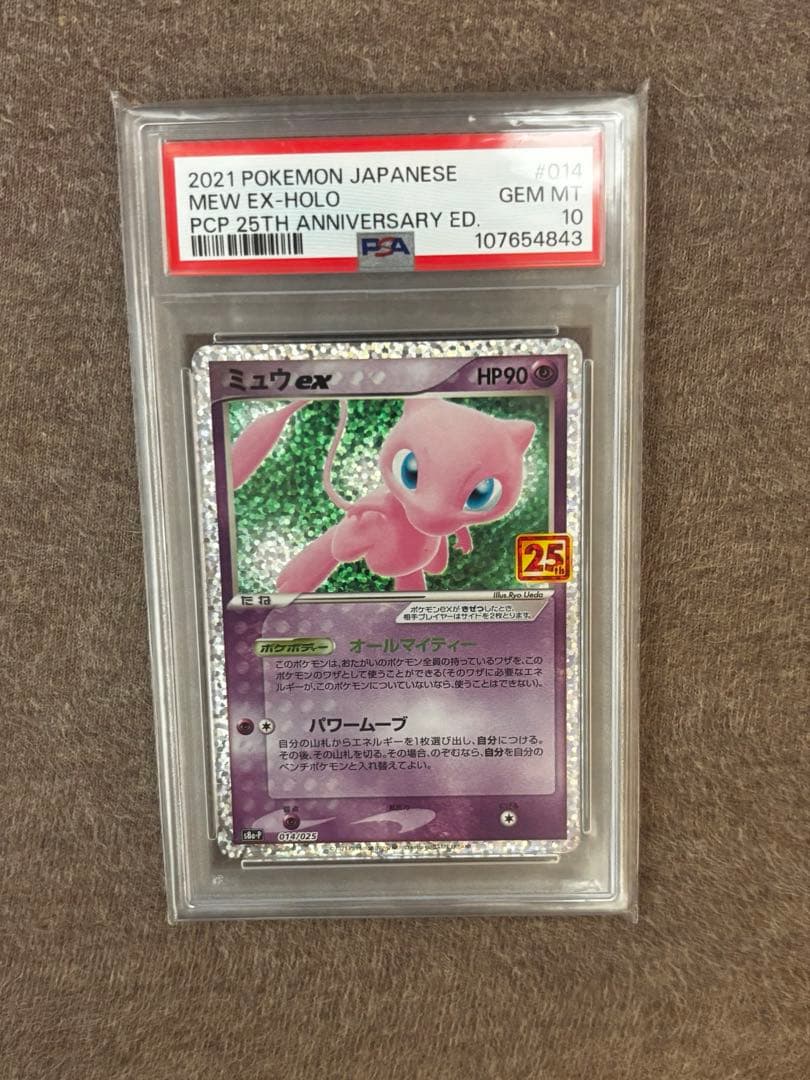 2021 POKEMON JAPANESE #014
MEW EX-HOLO GEM MT
PCP 25TH ANNIVERSARY ED. 10
PSA 107654843
ミュウex HP90
25th
たね
Illus.Ryo Ueda
ポケモンexがきぜつしたとき、
相手プレイヤーはサイドを2枚とります。
ポケボディー オールマイティー
このポケモンは、おたがいのポケモン全員の持っているワザを、この
ポケモンのワザとして使うことができる(そのワザに必要なエネ
ルギーが、このポケモンについていないなら、使うことはできない)。
パワームーブ
自分の山札からエネルギーを1枚選び出し、自分につける。
その後、その山札を切る。その場合、のぞむなら、自分を自分の
ベンチポケモンと入れ替えてよい。
弱点
s8a-P 014/025